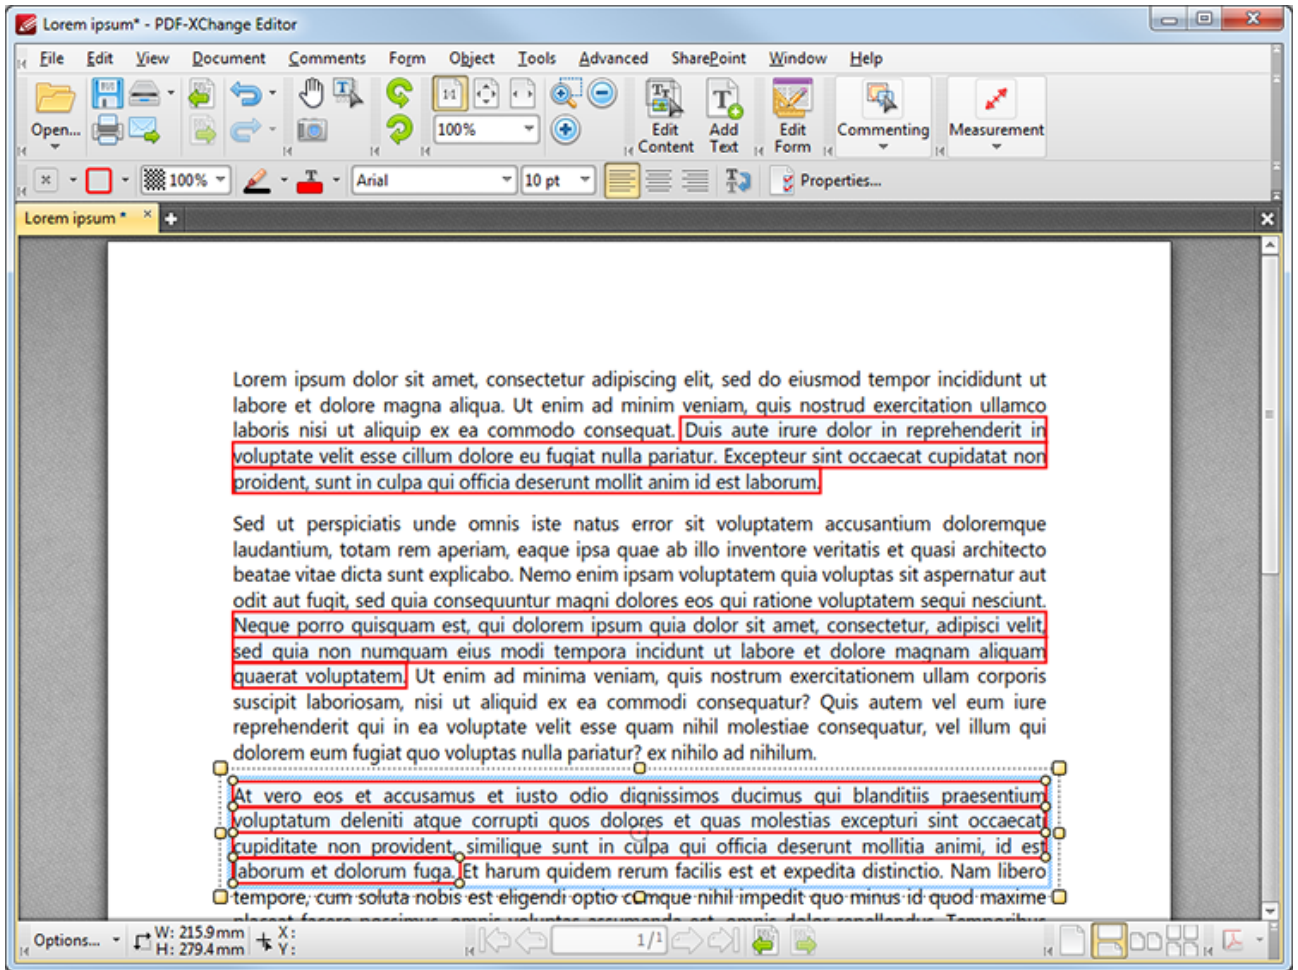 Lorem ipsum* - PDF-XChange Editor
File Edit View Document Comments Form Object Tools Advanced SharePoint Window Help
Open... 100% Edit Content Add Text Edit Form Commenting Measurement
100% Arial 10 pt Properties...
Lorem ipsum *
Lorem ipsum dolor sit amet, consectetur adipiscing elit, sed do eiusmod tempor incididunt ut
labore et dolore magna aliqua. Ut enim ad minim veniam, quis nostrud exercitation ullamco
laboris nisi ut aliquip ex ea commodo consequat. Duis aute irure dolor in reprehenderit in
voluptate velit esse cillum dolore eu fugiat nulla pariatur. Excepteur sint occaecat cupidatat non
proident, sunt in culpa qui officia deserunt mollit anim id est laborum.
Sed ut perspiciatis unde omnis iste natus error sit voluptatem accusantium doloremque
laudantium, totam rem aperiam, eaque ipsa quae ab illo inventore veritatis et quasi architecto
beatae vitae dicta sunt explicabo. Nemo enim ipsam voluptatem quia voluptas sit aspernatur aut
odit aut fugit, sed quia consequuntur magni dolores eos qui ratione voluptatem sequi nesciunt.
Neque porro quisquam est, qui dolorem ipsum quia dolor sit amet, consectetur, adipisci velit,
sed quia non numquam eius modi tempora incidunt ut labore et dolore magnam aliquam
quaerat voluptatem. Ut enim ad minima veniam, quis nostrum exercitationem ullam corporis
suscipit laboriosam, nisi ut aliquid ex ea commodi consequatur? Quis autem vel eum iure
reprehenderit qui in ea voluptate velit esse quam nihil molestiae consequatur, vel illum qui
dolorem eum fugiat quo voluptas nulla pariatur? ex nihilo ad nihilum.
At vero eos et accusamus et iusto odio dignissimos ducimus qui blanditiis praesentium
voluptatum deleniti atque corrupti quos dolores et quas molestias excepturi sint occaecati
cupiditate non provident, similique sunt in culpa qui officia deserunt mollitia animi, id est
laborum et dolorum fuga. Et harum quidem rerum facilis est et expedita distinctio. Nam libero
tempore, cum soluta nobis est eligendi optio cumque nihil impedit quo minus id quod maxime
Options... W: 215.9mm X: 1/1
H: 279.4mm Y: